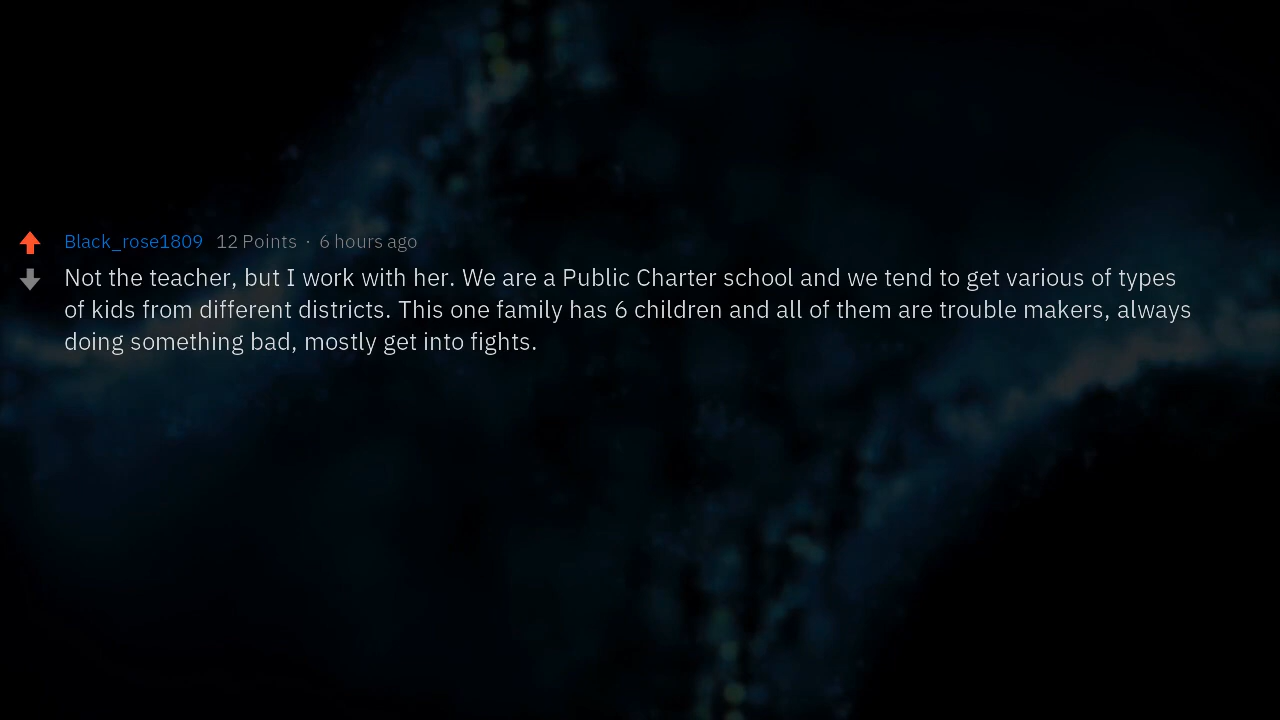 Black_rose1809 12 Points · 6 hours ago
Not the teacher, but I work with her. We are a Public Charter school and we tend to get various of types
of kids from different districts. This one family has 6 children and all of them are trouble makers, always
doing something bad, mostly get into fights.